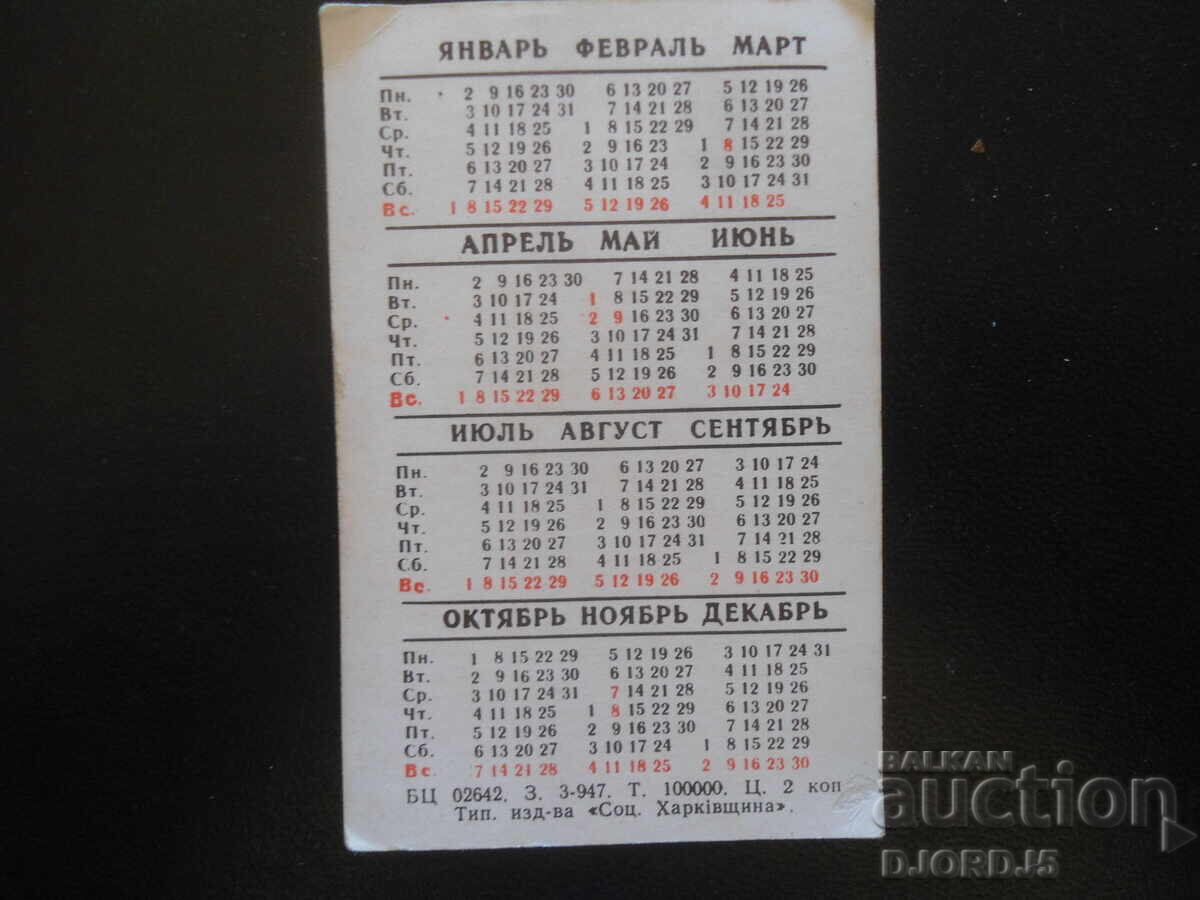 ЯНВАРЬ ФЕВРАЛЬ МАРТ
Пн. 2 9 16 23 30 6 13 20 27 5 12 19 26
Вт. 3 10 17 24 31 7 14 21 28 6 13 20 27
Ср. 4 11 18 25 1 8 15 22 29 7 14 21 28
Чт. 5 12 19 26 2 9 16 23 1 8 15 22 29
Пт. 6 13 20 27 3 10 17 24 2 9 16 23 30
Сб. 7 14 21 28 4 11 18 25 3 10 17 24 31
Вс. 1 8 15 22 29 5 12 19 26 4 11 18 25
АПРЕЛЬ МАЙ ИЮНЬ
Пн. 2 9 16 23 30 7 14 21 28 4 11 18 25
Вт. 3 10 17 24 1 8 15 22 29 5 12 19 26
Ср. 4 11 18 25 2 9 16 23 30 6 13 20 27
Чт. 5 12 19 26 3 10 17 24 31 7 14 21 28
Пт. 6 13 20 27 4 11 18 25 1 8 15 22 29
Сб. 7 14 21 28 5 12 19 26 2 9 16 23 30
Вс. 1 8 15 22 29 6 13 20 27 3 10 17 24
ИЮЛЬ АВГУСТ СЕНТЯБРЬ
Пн. 2 9 16 23 30 6 13 20 27 3 10 17 24
Вт. 3 10 17 24 31 7 14 21 28 4 11 18 25
Ср. 4 11 18 25 1 8 15 22 29 5 12 19 26
Чт. 5 12 19 26 2 9 16 23 30 6 13 20 27
Пт. 6 13 20 27 3 10 17 24 31 7 14 21 28
Сб. 7 14 21 28 4 11 18 25 1 8 15 22 29
Вс. 1 8 15 22 29 5 12 19 26 2 9 16 23 30
ОКТЯБРЬ НОЯБРЬ ДЕКАБРЬ
Пн. 1 8 15 22 29 5 12 19 26 3 10 17 24 31
Вт. 2 9 16 23 30 6 13 20 27 4 11 18 25
Ср. 3 10 17 24 31 7 14 21 28 5 12 19 26
Чт. 4 11 18 25 1 8 15 22 29 6 13 20 27
Пт. 5 12 19 26 2 9 16 23 30 7 14 21 28
Сб. 6 13 20 27 3 10 17 24 1 8 15 22 29
Вс. 7 14 21 28 4 11 18 25 2 9 16 23 30
БЦ 02642. З. 3-947. Т. 100000. Ц. 2 коп
Тип. изд-ва «Соц. Харківщина».
BALKAN
auction
DJORDJ5